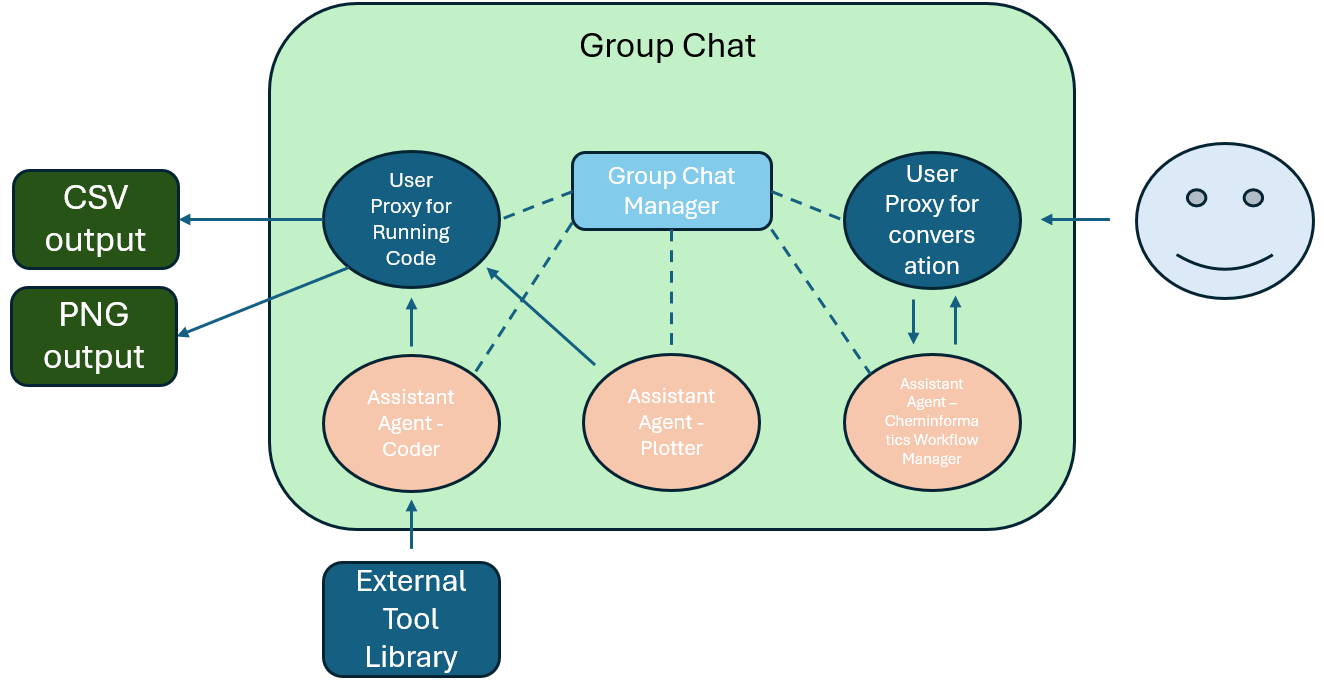 Group Chat
CSV
output
PNG
output
User
Proxy for
Running
Code
Group Chat
Manager
User
Proxy for
convers
ation
Assistant
Agent -
Coder
Assistant
Agent -
Plotter
Assistant
Agent –
Cheminforma
tics Workflow
Manager
External
Tool
Library